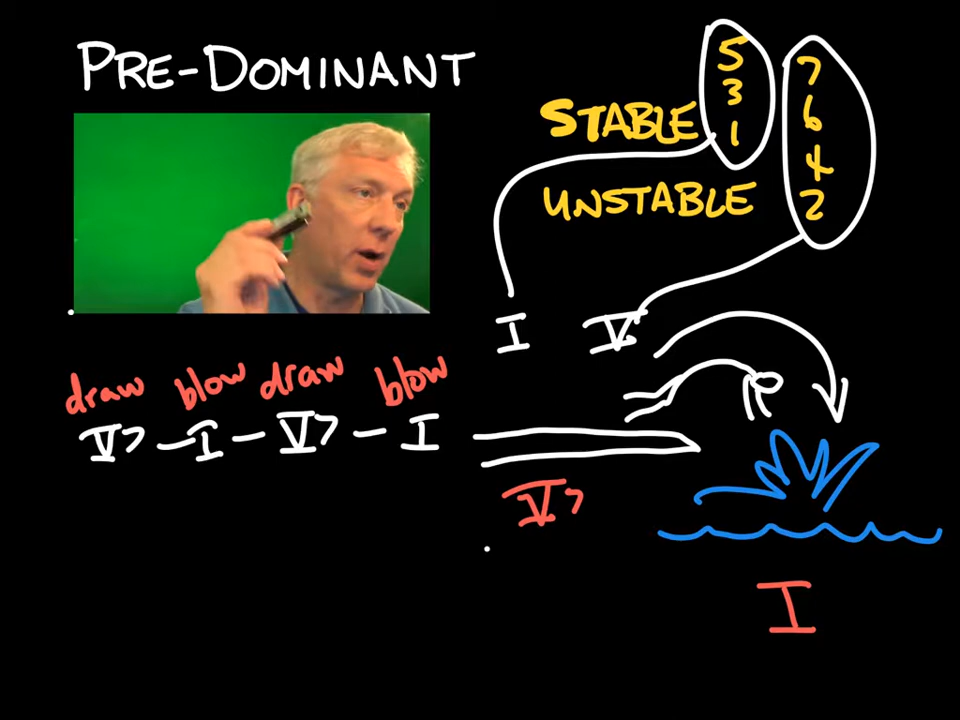 PRE-DOMINANT
STABLE
5
3
1
UNSTABLE
7
6
4
2
I V
draw blow draw blow
V7 – I – V7 – I
V7
I